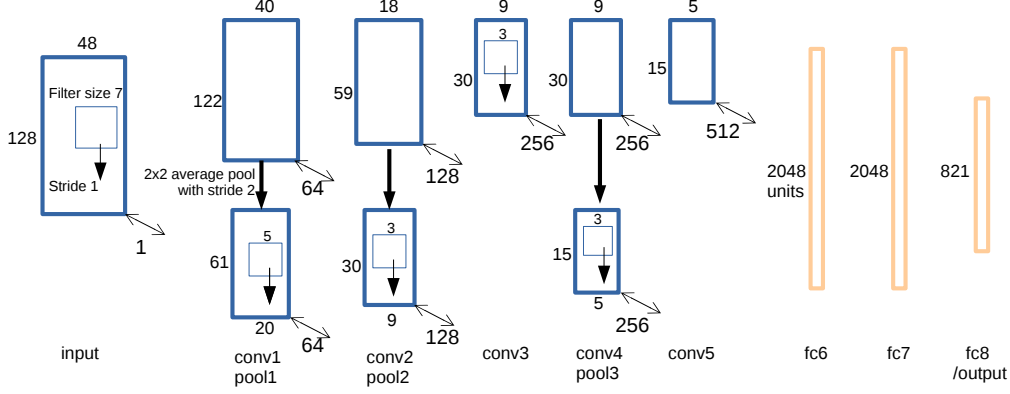 48
128
Filter size 7
Stride 1
1
input
40
122
64
2x2 average pool
with stride 2
61
5
20
64
conv1
pool1
18
59
128
3
30
9
128
conv2
pool2
9
3
30
256
conv3
9
30
256
3
15
5
256
conv4
pool3
5
15
512
conv5
2048
units
fc6
2048
fc7
821
fc8
/output